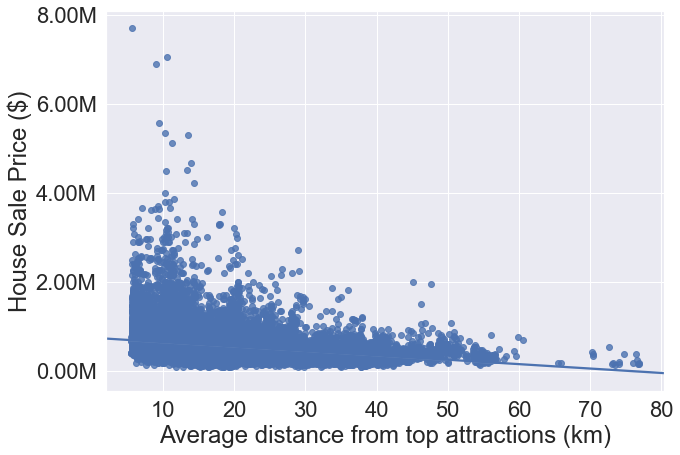 8.00M
6.00M
4.00M
2.00M
0.00M
House Sale Price ($)
10 20 30 40 50 60 70 80
Average distance from top attractions (km)